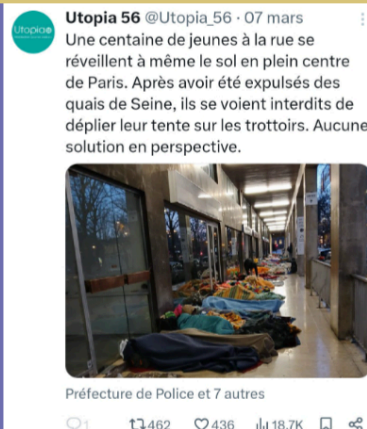 Utopia 56 @Utopia_56 · 07 mars
Utopia
Une centaine de jeunes à la rue se
réveillent à même le sol en plein centre
de Paris. Après avoir été expulsés des
quais de Seine, ils se voient interdits de
déplier leur tente sur les trottoirs. Aucune
solution en perspective.
Préfecture de Police et 7 autres
1 462 436 18.7K